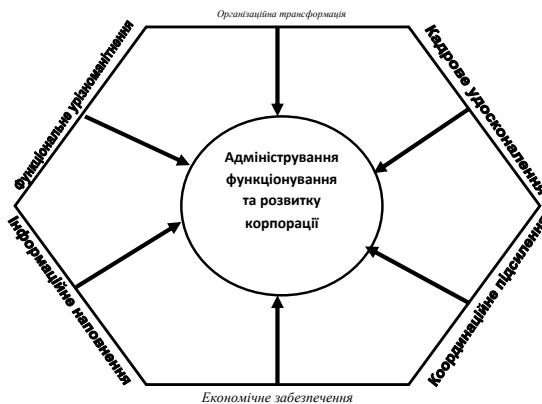 Організаційна трансформація
Функціональне урізноманітнення
Кадрове удосконалення
Адміністрування
функціонування
та розвитку
корпорації
Інформаційне наповнення
Координаційне підсилення
Економічне забезпечення